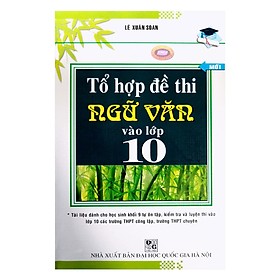 LÊ XUÂN SOAN
MỚI
Tổ hợp đề thi
NGỮ VĂN
vào lớp
10
* Tài liệu dành cho học sinh khối 9 tự ôn tập, kiểm tra và luyện thi vào
lớp 10 các trường THPT công lập, trường THPT chuyên
NHÀ XUẤT BẢN ĐẠI HỌC QUỐC GIA HÀ NỘI